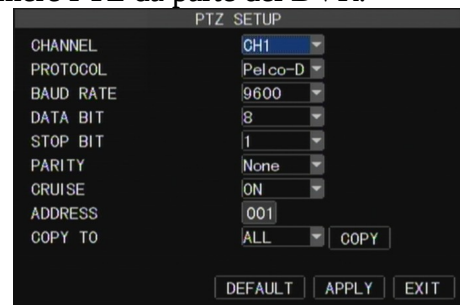 PTZ SETUP
CHANNEL CH1
PROTOCOL Pelco-D
BAUD RATE 9600
DATA BIT 8
STOP BIT 1
PARITY None
CRUISE ON
ADDRESS 001
COPY TO ALL COPY
DEFAULT APPLY EXIT